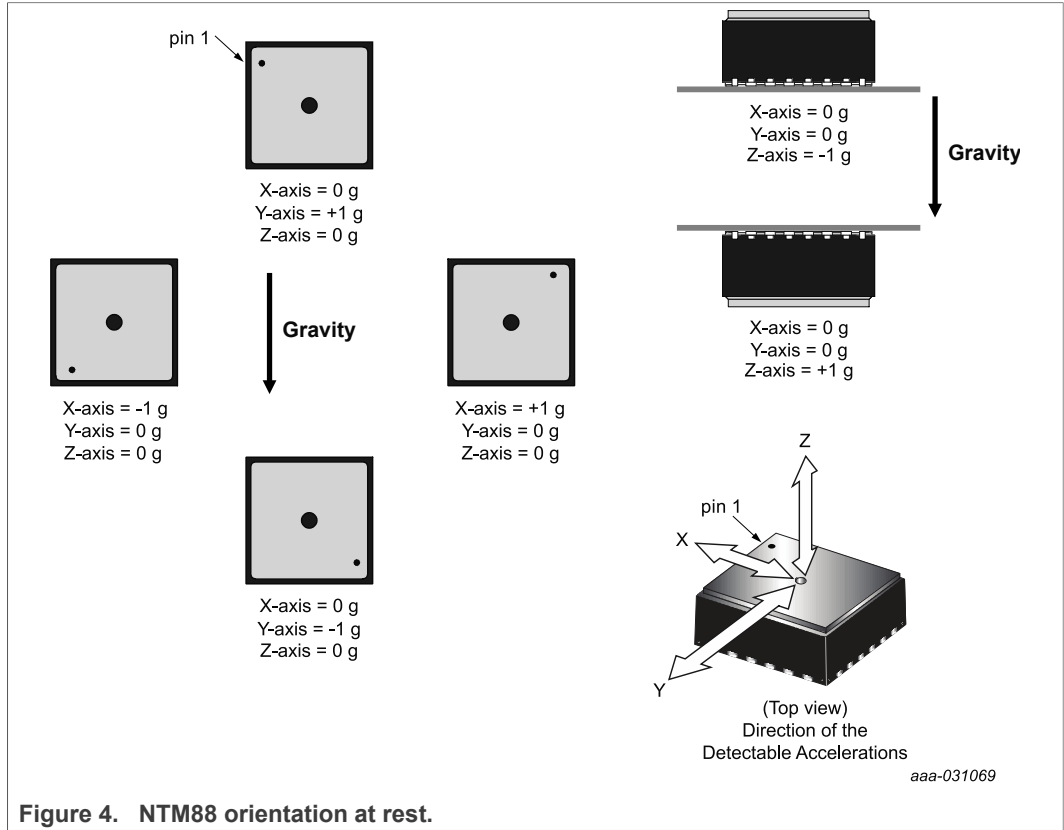 pin 1
X-axis = 0 g
Y-axis = +1 g
Z-axis = 0 g
X-axis = -1 g
Y-axis = 0 g
Z-axis = 0 g
Gravity
X-axis = +1 g
Y-axis = 0 g
Z-axis = 0 g
X-axis = 0 g
Y-axis = -1 g
Z-axis = 0 g
X-axis = 0 g
Y-axis = 0 g
Z-axis = -1 g
Gravity
X-axis = 0 g
Y-axis = 0 g
Z-axis = +1 g
Z
pin 1
X
Y
(Top view)
Direction of the
Detectable Accelerations
aaa-031069
Figure 4. NTM88 orientation at rest.